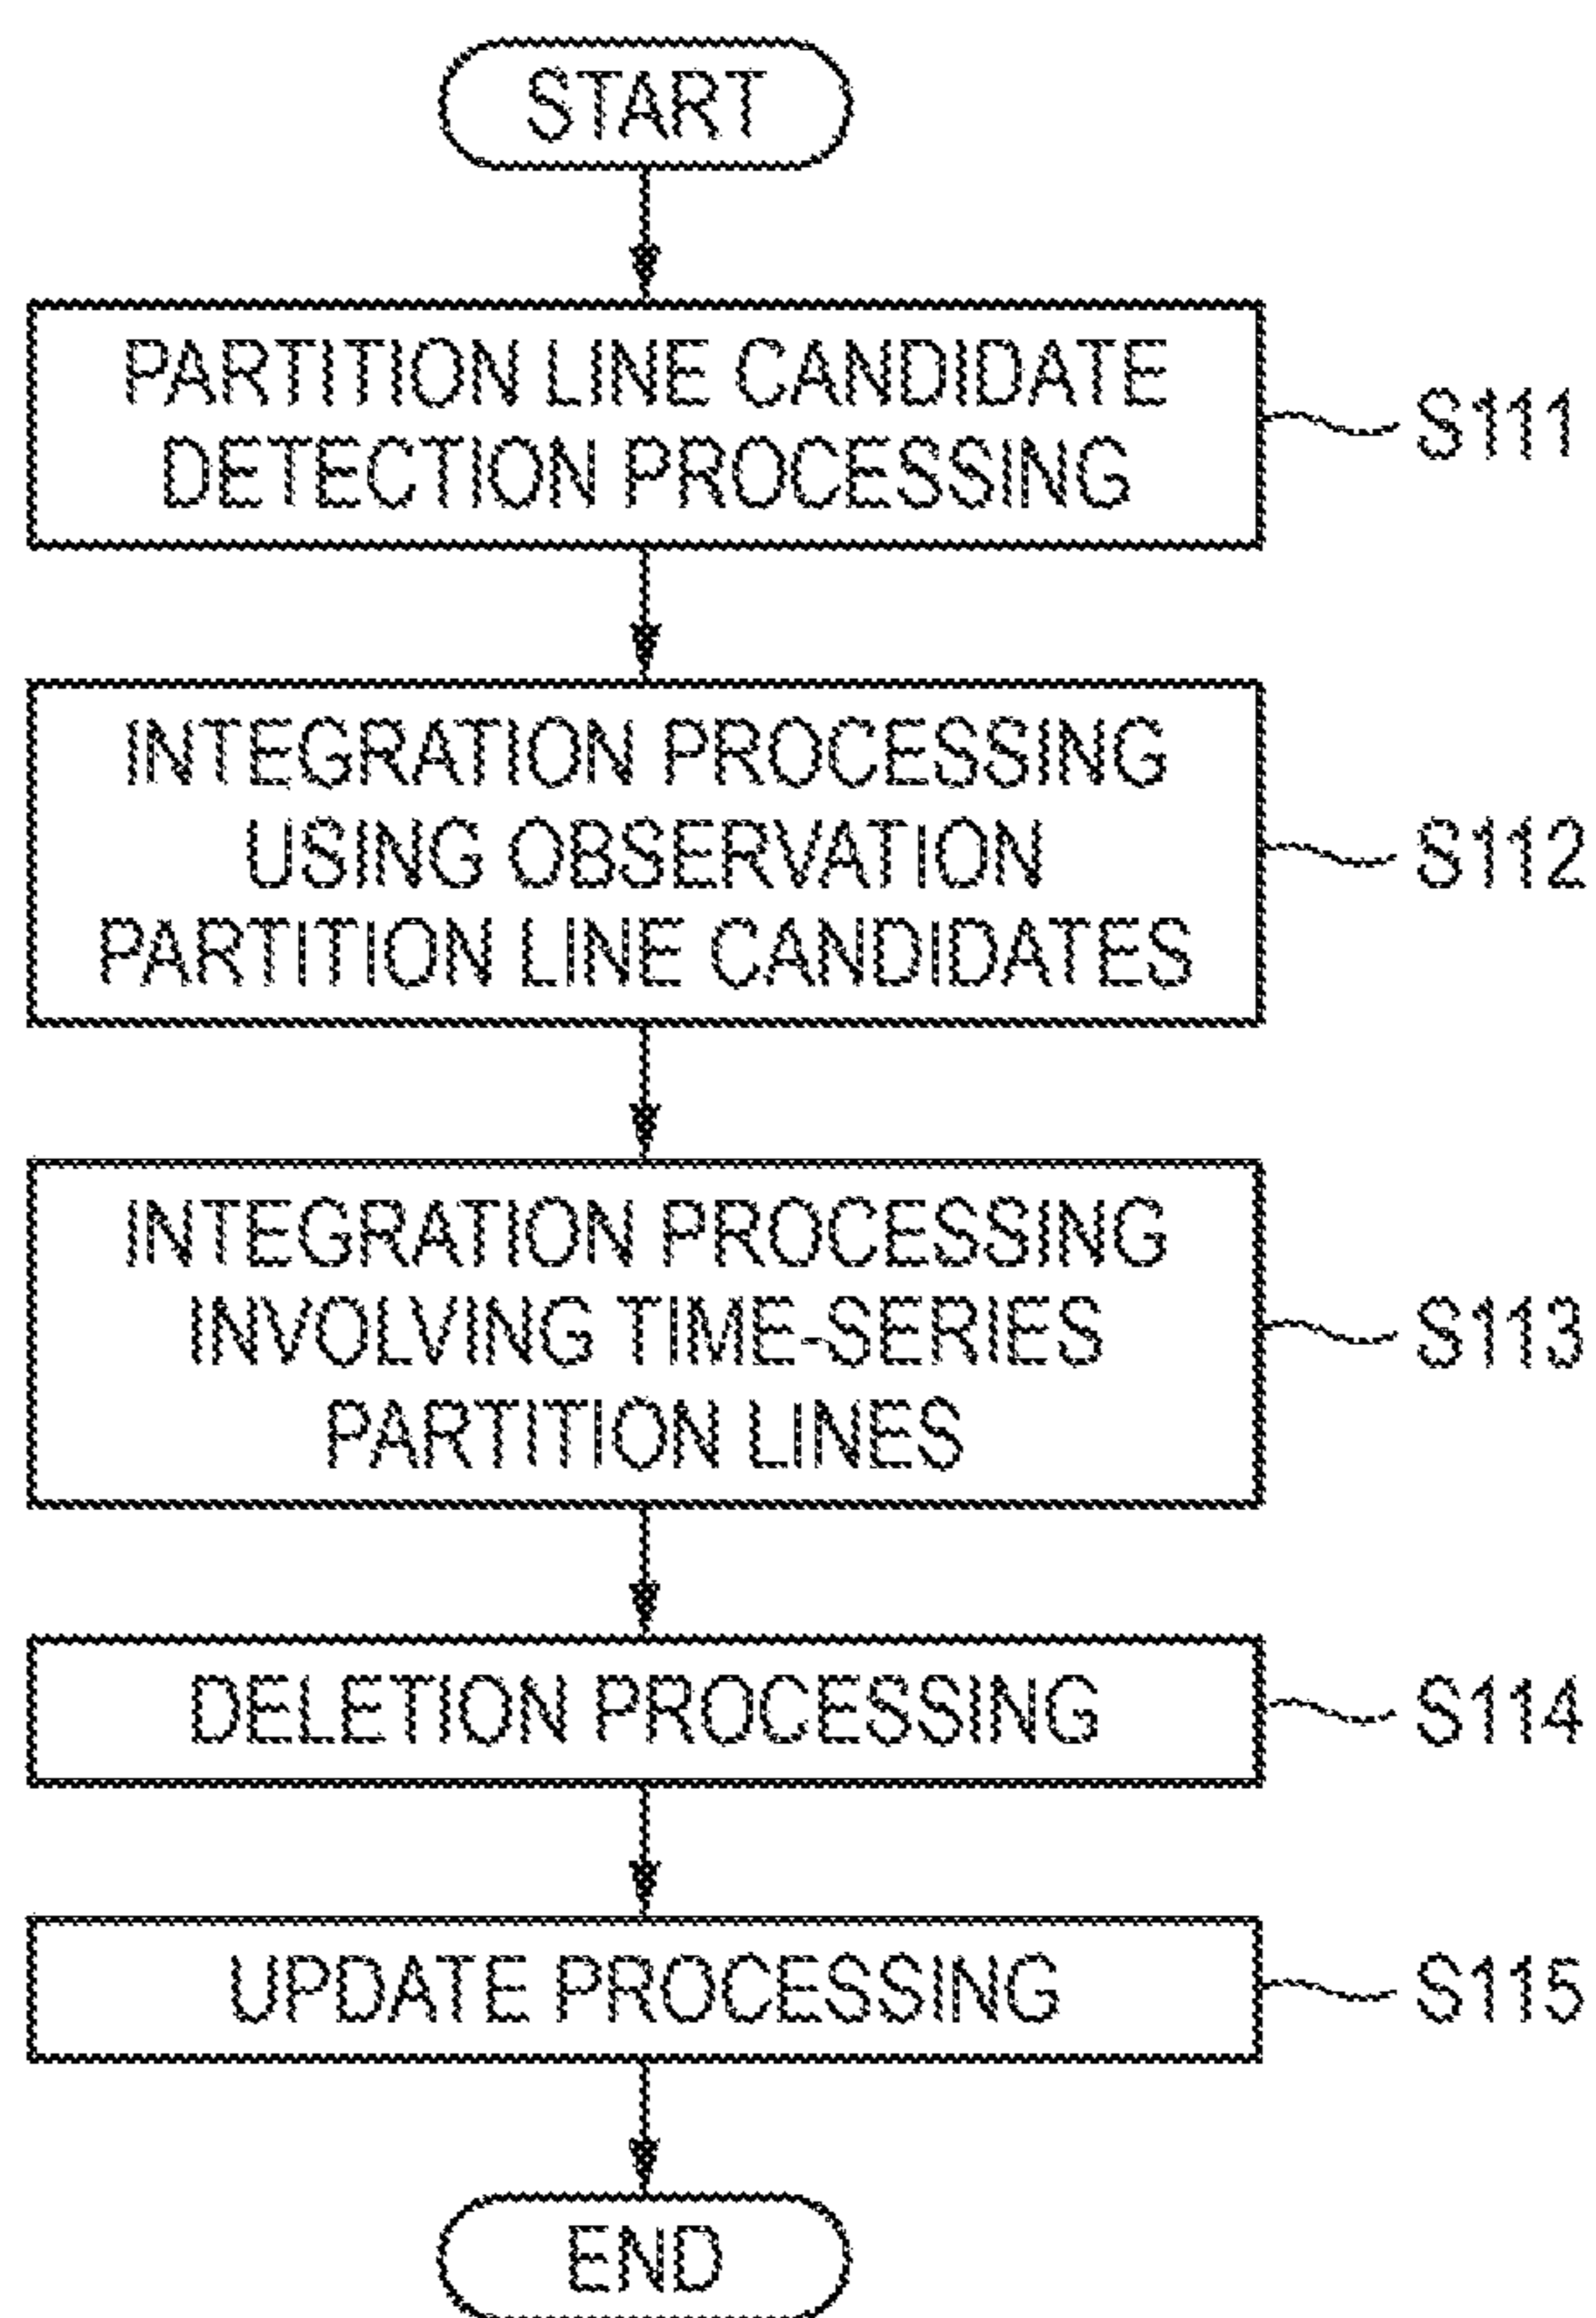 START
PARTITION LINE CANDIDATE
DETECTION PROCESSING
S111
INTEGRATION PROCESSING
USING OBSERVATION
PARTITION LINE CANDIDATES
S112
INTEGRATION PROCESSING
INVOLVING TIME-SERIES
PARTITION LINES
S113
DELETION PROCESSING
S114
UPDATE PROCESSING
S115
END